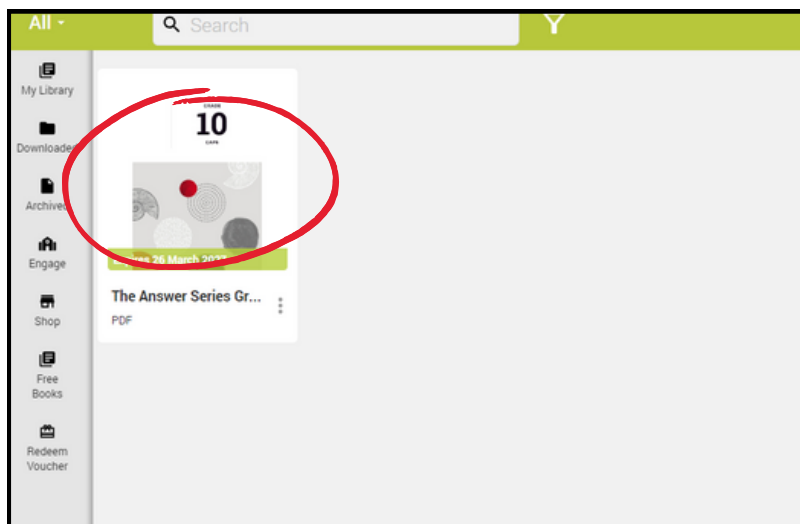 All
Search
My Library
Downloaded
Archived
Engage
Shop
Free
Books
Redeem
Voucher
GRADE
10
CAPS
26 March
The Answer Series Gr...
PDF